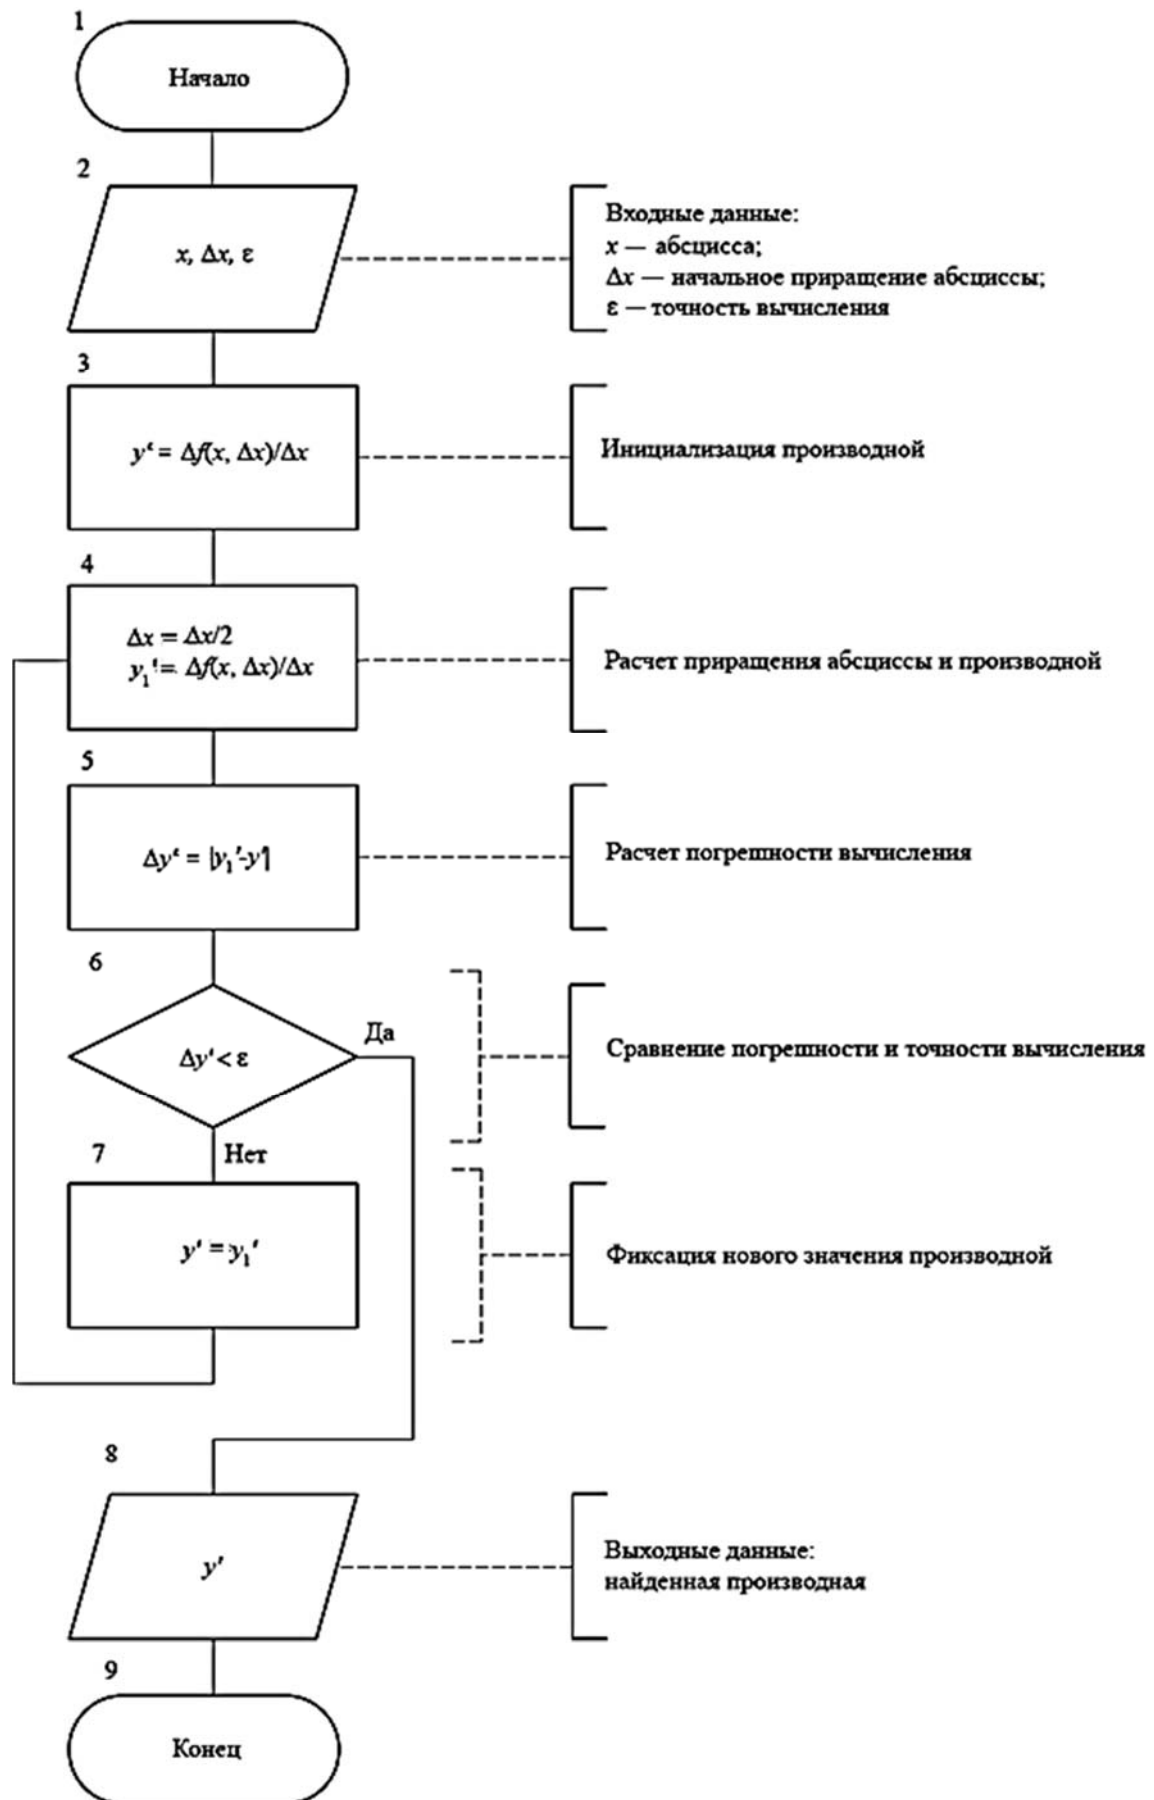 1
Начало
2
x, Δx, ε
Входные данные:
x — абсцисса;
Δx — начальное приращение абсциссы;
ε — точность вычисления
3
y‘ = Δf(x, Δx)/Δx
Инициализация производной
4
Δx = Δx/2
y₁' = Δf(x, Δx)/Δx
Расчет приращения абсциссы и производной
5
Δy‘ = |y₁'-y'|
Расчет погрешности вычисления
6
Да
Δy' < ε
Сравнение погрешности и точности вычисления
7
Нет
y' = y₁'
Фиксация нового значения производной
8
y'
Выходные данные:
найденная производная
9
Конец